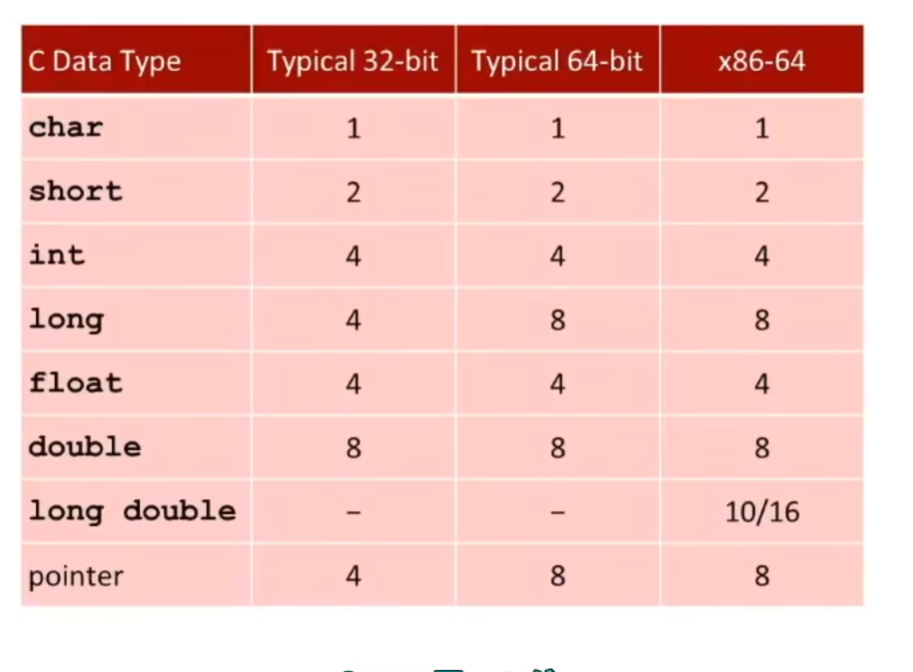 C Data Type Typical 32-bit Typical 64-bit x86-64
char 1 1 1
short 2 2 2
int 4 4 4
long 4 8 8
float 4 4 4
double 8 8 8
long double – – 10/16
pointer 4 8 8